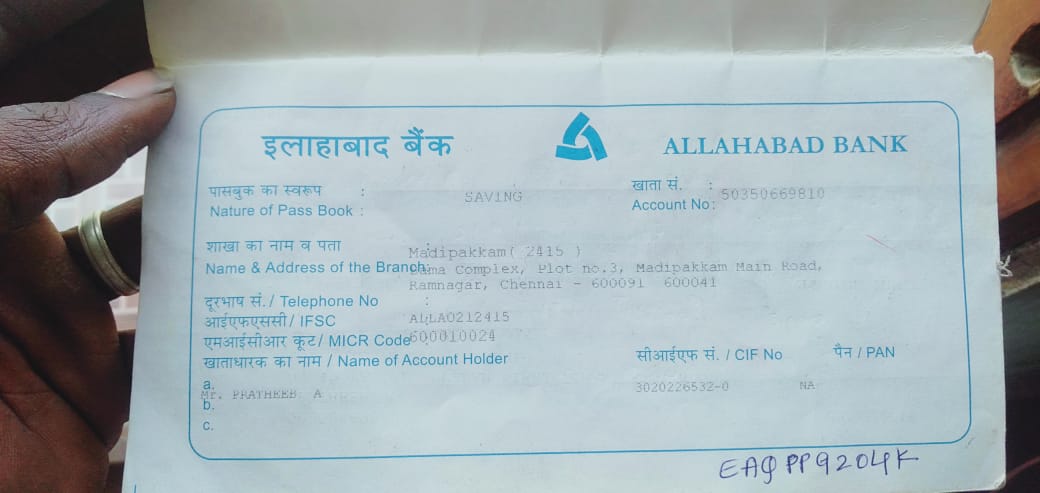 इलाहाबाद बैंक ALLAHABAD BANK
पासबुक का स्वरूप : SAVING खाता सं. : 50350669810
Nature of Pass Book : Account No:
शाखा का नाम व पता : Madipakkam( 2415 )
Name & Address of the Branch: Complex, Plot no.3, Madipakkam Main Road,
Ramnagar, Chennai - 600091 600041
दूरभाष सं./ Telephone No :
आईएफएससी/ IFSC ALLA0212415
एमआईसीआर कूट/ MICR Code 600010024
खाताधारक का नाम / Name of Account Holder सीआईएफ सं. / CIF No पैन / PAN
a.
Mr. PRATHEEB A 3020226532-0 NA
b.
c.
EAQPP9204K